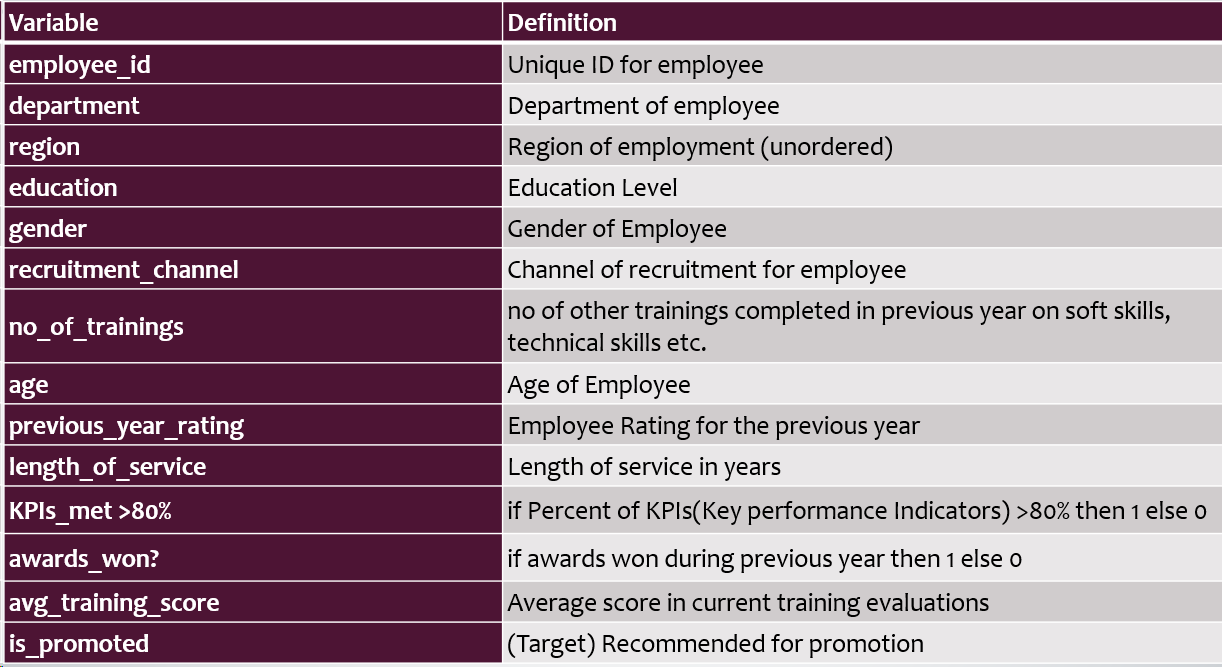 Variable Definition
employee_id Unique ID for employee
department Department of employee
region Region of employment (unordered)
education Education Level
gender Gender of Employee
recruitment_channel Channel of recruitment for employee
no_of_trainings no of other trainings completed in previous year on soft skills,
technical skills etc.
age Age of Employee
previous_year_rating Employee Rating for the previous year
length_of_service Length of service in years
KPIs_met >80% if Percent of KPIs(Key performance Indicators) >80% then 1 else 0
awards_won? if awards won during previous year then 1 else 0
avg_training_score Average score in current training evaluations
is_promoted (Target) Recommended for promotion